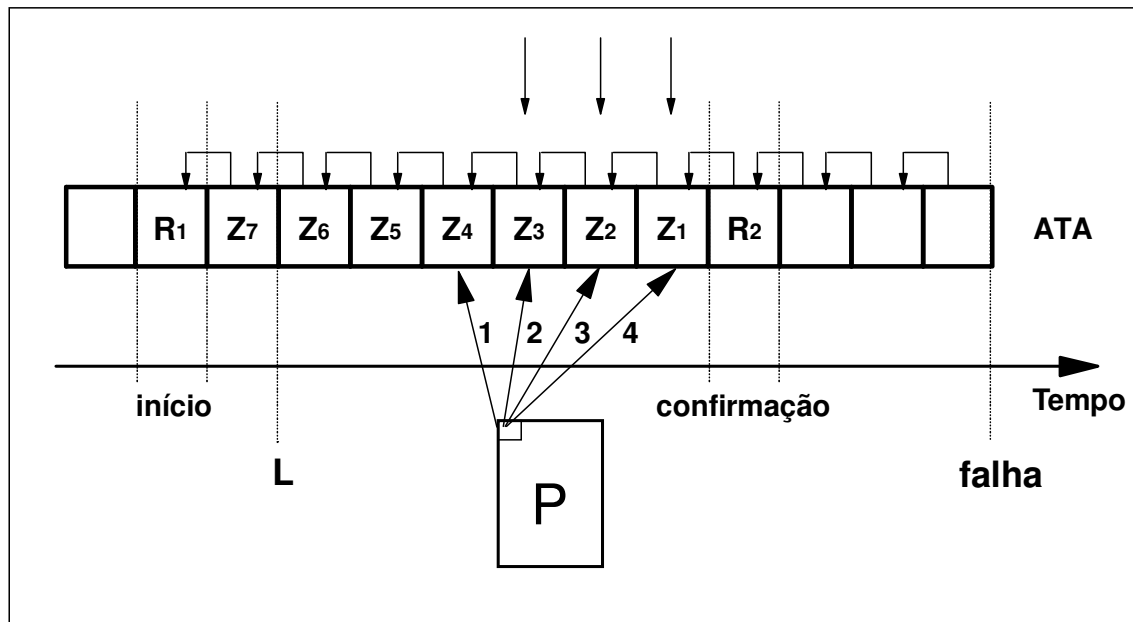 R1 Z7 Z6 Z5 Z4 Z3 Z2 Z1 R2 ATA
1 2 3 4
início confirmação Tempo
L falha
P